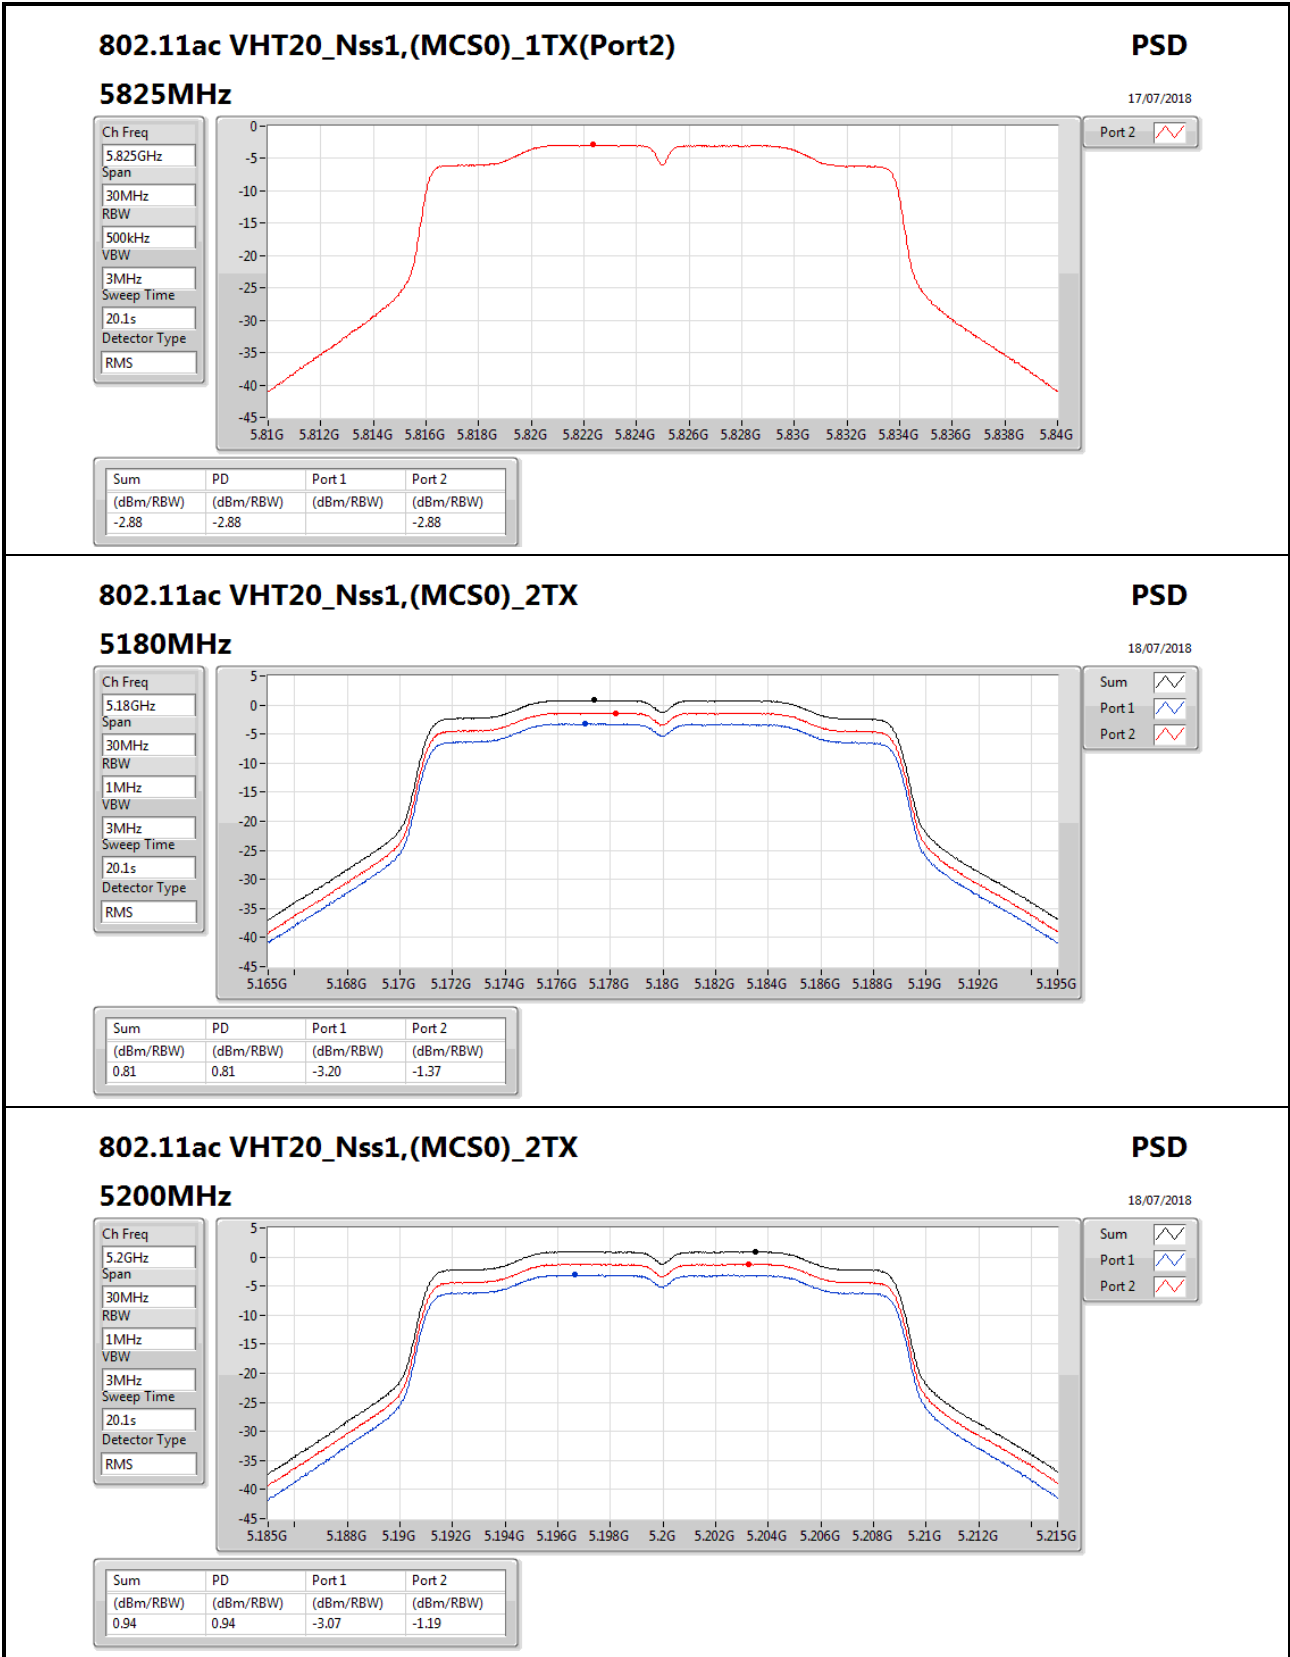 802.11ac VHT20_Nss1,(MCS0)_1TX(Port2) PSD
5825MHz 17/07/2018
Ch Freq
5.825GHz
Span
30MHz
RBW
500kHz
VBW
3MHz
Sweep Time
20.1s
Detector Type
RMS
0
-5
-10
-15
-20
-25
-30
-35
-40
-45
5.81G 5.812G 5.814G 5.816G 5.818G 5.82G 5.822G 5.824G 5.826G 5.828G 5.83G 5.832G 5.834G 5.836G 5.838G 5.84G
Port 2
Sum PD Port 1 Port 2
(dBm/RBW) (dBm/RBW) (dBm/RBW) (dBm/RBW)
-2.88 -2.88 -2.88
802.11ac VHT20_Nss1,(MCS0)_2TX PSD
5180MHz 18/07/2018
Ch Freq
5.18GHz
Span
30MHz
RBW
1MHz
VBW
3MHz
Sweep Time
20.1s
Detector Type
RMS
5
0
-5
-10
-15
-20
-25
-30
-35
-40
-45
5.165G 5.168G 5.17G 5.172G 5.174G 5.176G 5.178G 5.18G 5.182G 5.184G 5.186G 5.188G 5.19G 5.192G 5.195G
Sum
Port 1
Port 2
Sum PD Port 1 Port 2
(dBm/RBW) (dBm/RBW) (dBm/RBW) (dBm/RBW)
0.81 0.81 -3.20 -1.37
802.11ac VHT20_Nss1,(MCS0)_2TX PSD
5200MHz 18/07/2018
Ch Freq
5.2GHz
Span
30MHz
RBW
1MHz
VBW
3MHz
Sweep Time
20.1s
Detector Type
RMS
5
0
-5
-10
-15
-20
-25
-30
-35
-40
-45
5.185G 5.188G 5.19G 5.192G 5.194G 5.196G 5.198G 5.2G 5.202G 5.204G 5.206G 5.208G 5.21G 5.212G 5.215G
Sum
Port 1
Port 2
Sum PD Port 1 Port 2
(dBm/RBW) (dBm/RBW) (dBm/RBW) (dBm/RBW)
0.94 0.94 -3.07 -1.19